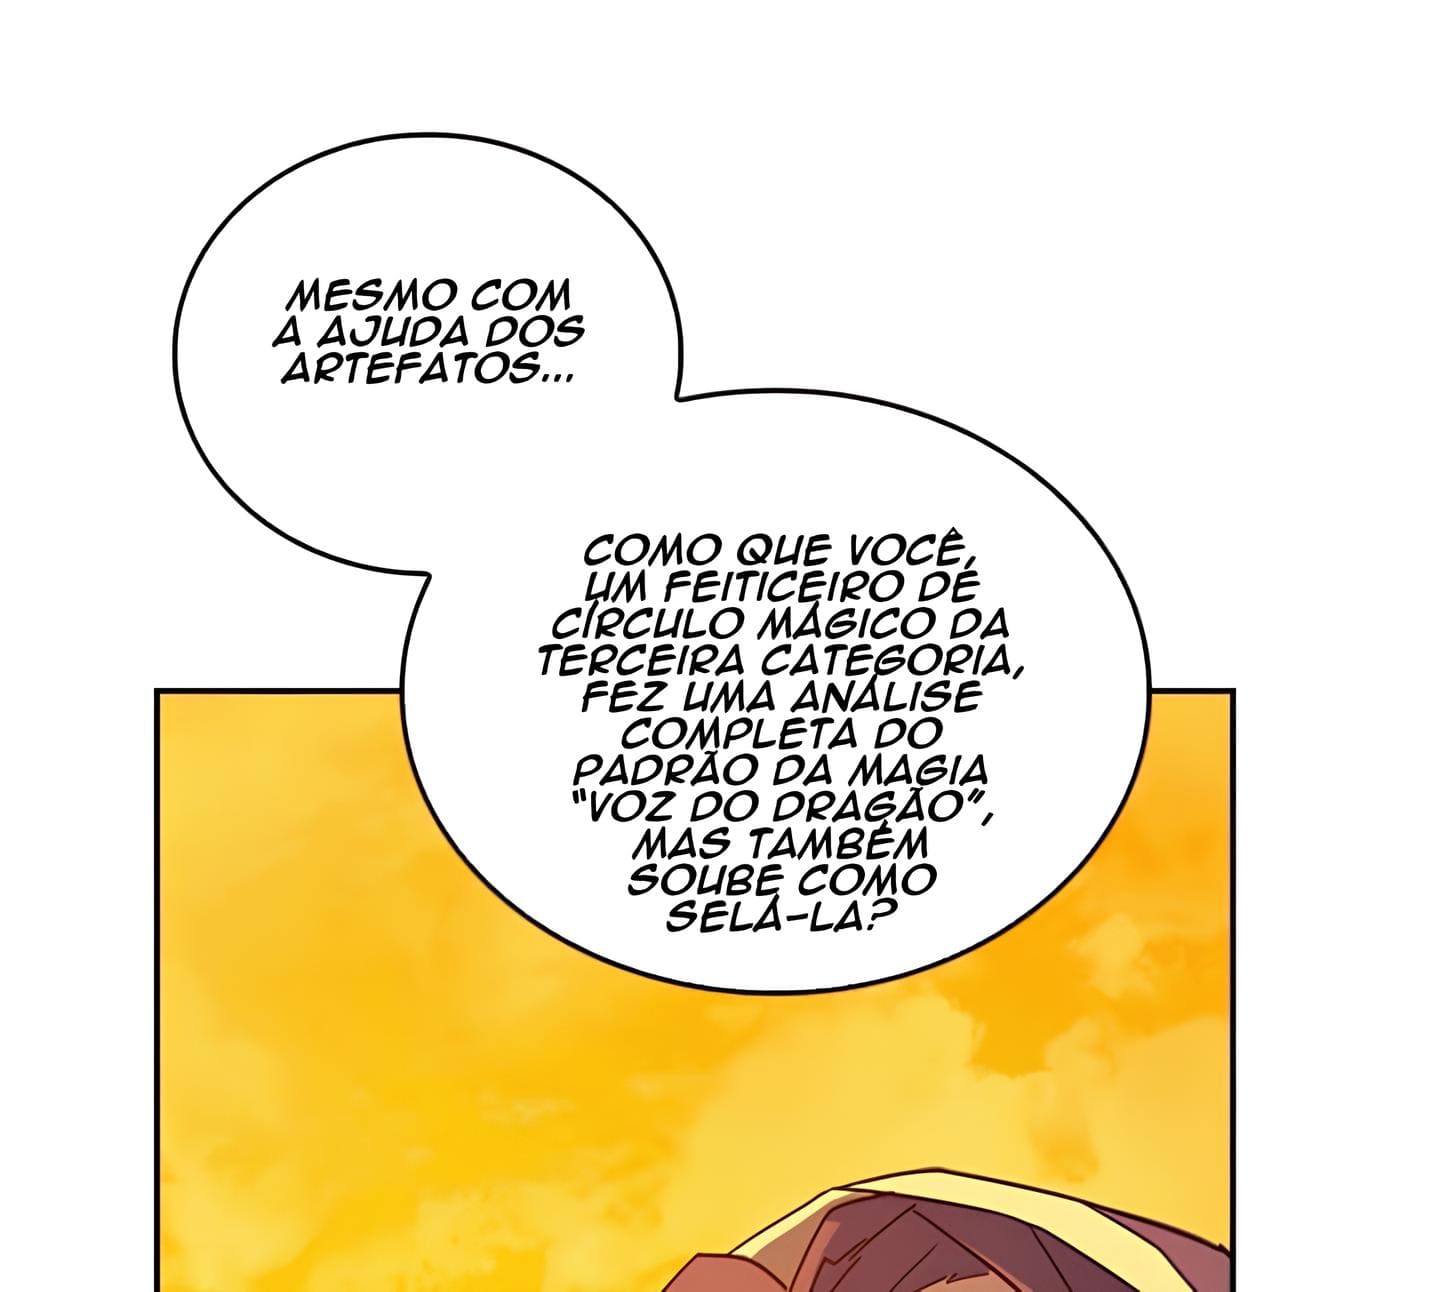 MESMO COM
A AJUDA DOS
ARTEFATOS...
COMO QUE VOCÊ,
UM FEITICEIRO DE
CÍRCULO MÁGICO DA
TERCEIRA CATEGORIA,
FEZ UMA ANÁLISE
COMPLETA DO
PADRÃO DA MAGIA
"VOZ DO DRAGÃO",
MAS TAMBÉM
SOUBE COMO
SELÁ-LA?